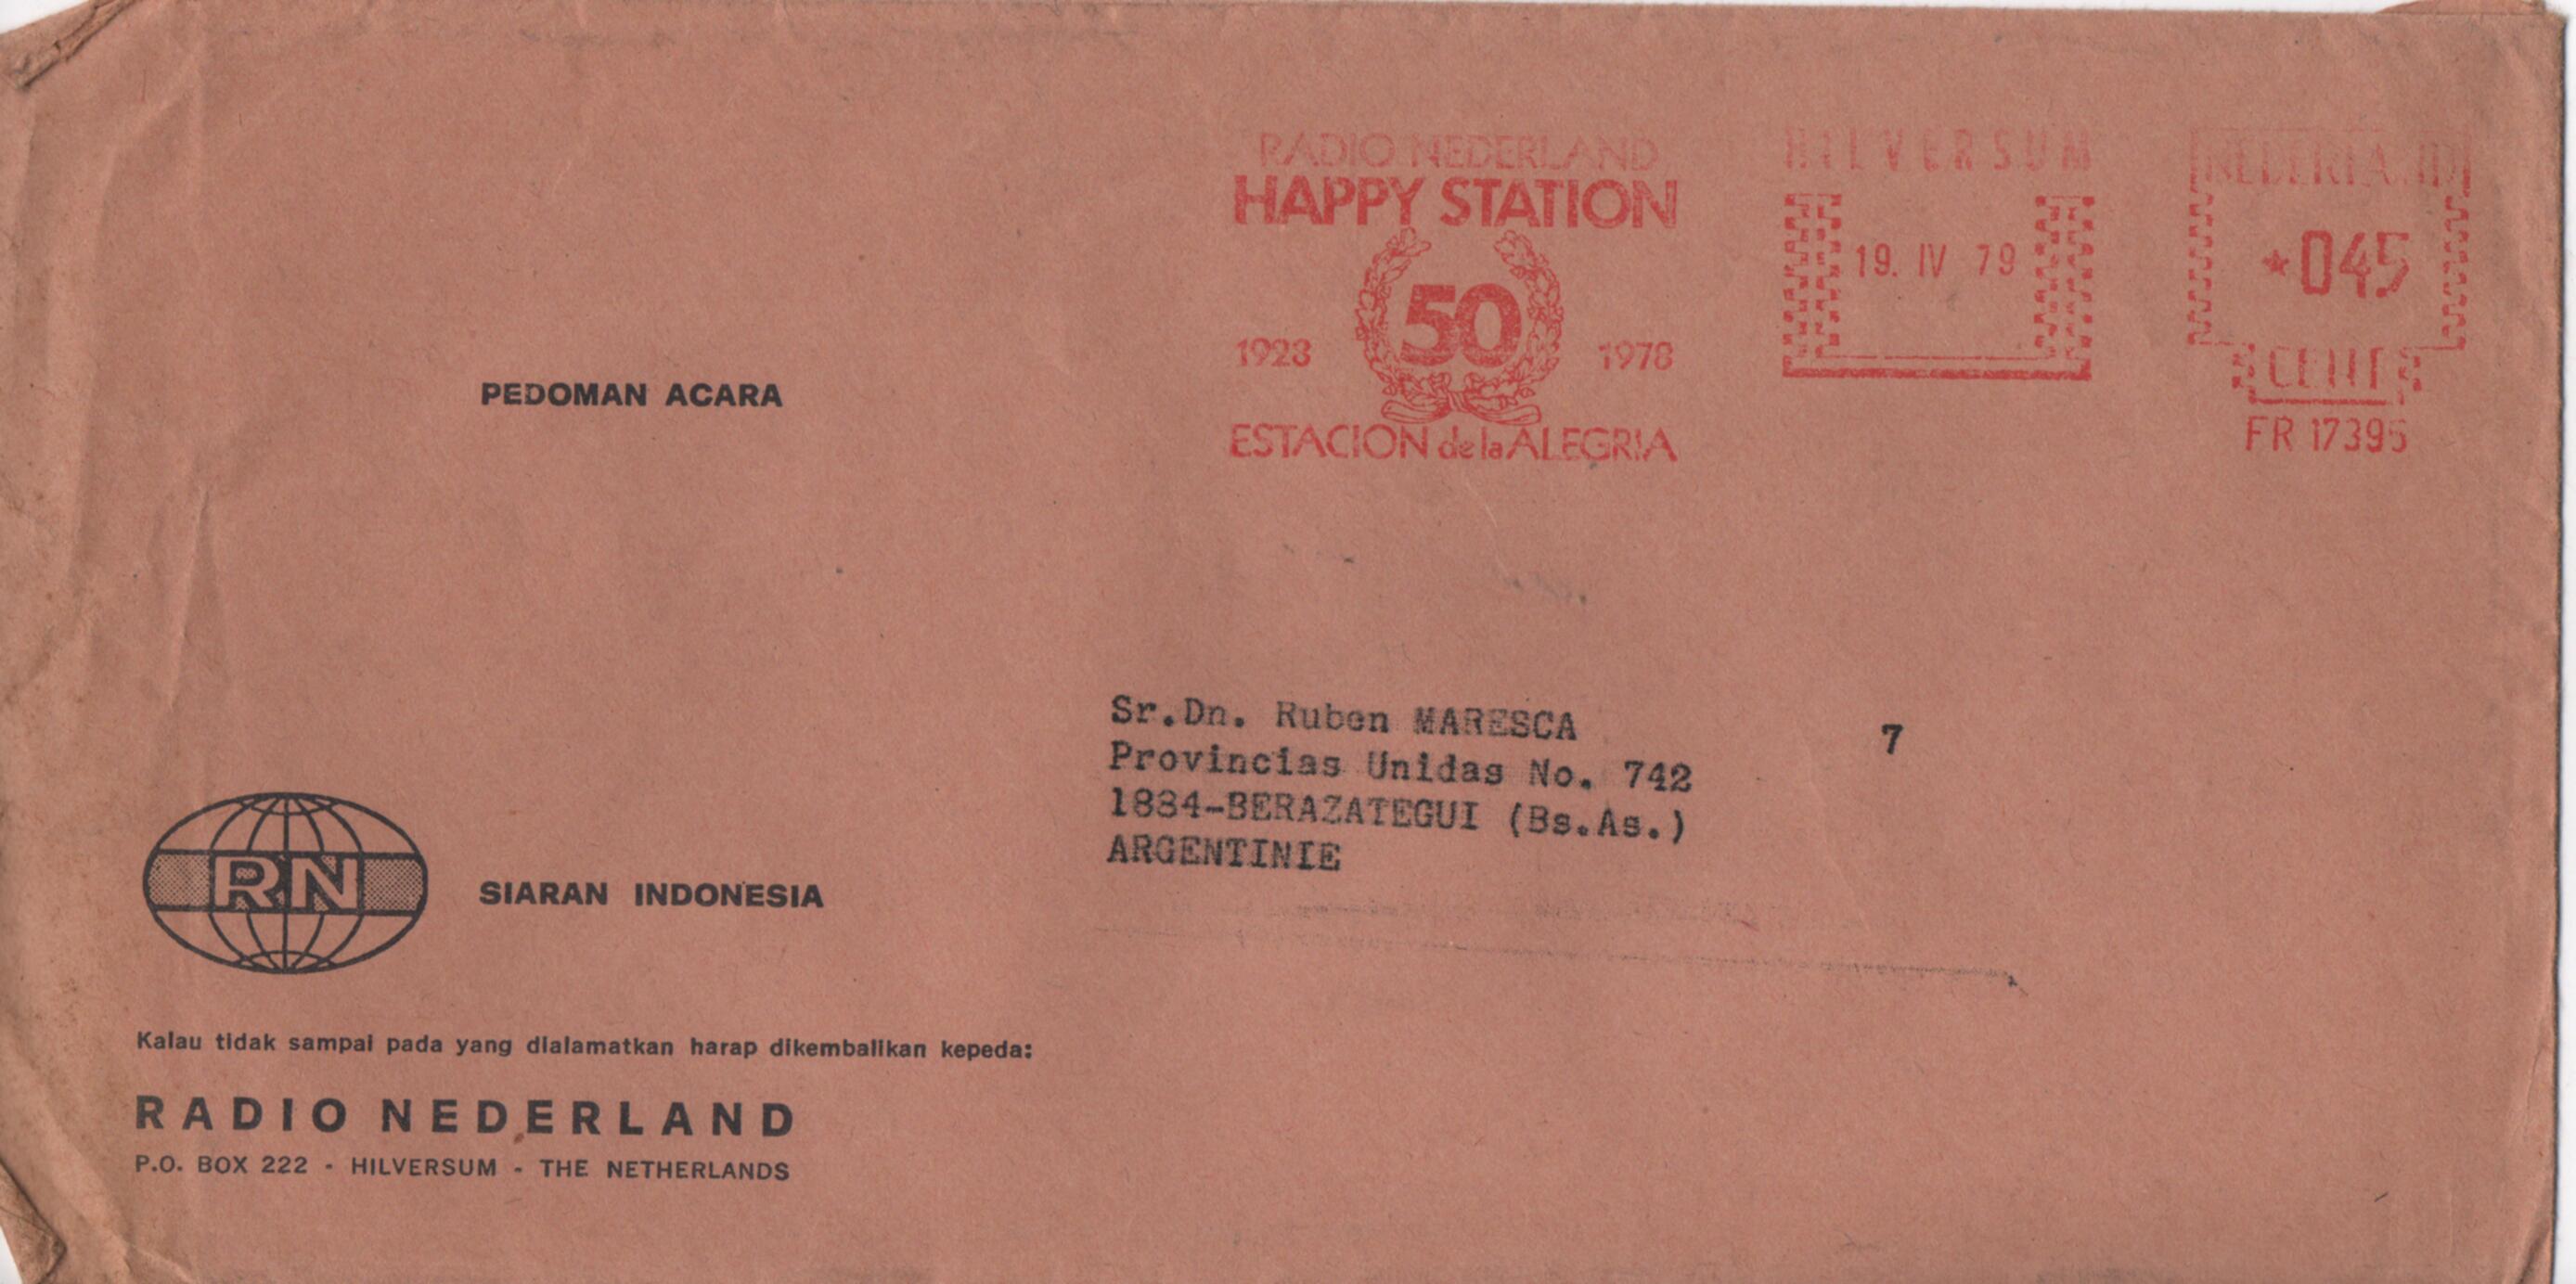 RADIO NEDERLAND
HAPPY STATION
50
1928 1978
ESTACION de la ALEGRIA
HILVERSUM
19. IV 79
NEDERLAND
*045
CENT
FR 17395
PEDOMAN ACARA
Sr.Dn. Ruben MARESCA 7
Provincias Unidas No. 742
1884-BERAZATEGUI (Bs.As.)
ARGENTINIE
RN
SIARAN INDONESIA
Kalau tidak sampai pada yang dialamatkan harap dikembalikan kepeda:
RADIO NEDERLAND
P.O. BOX 222 - HILVERSUM - THE NETHERLANDS